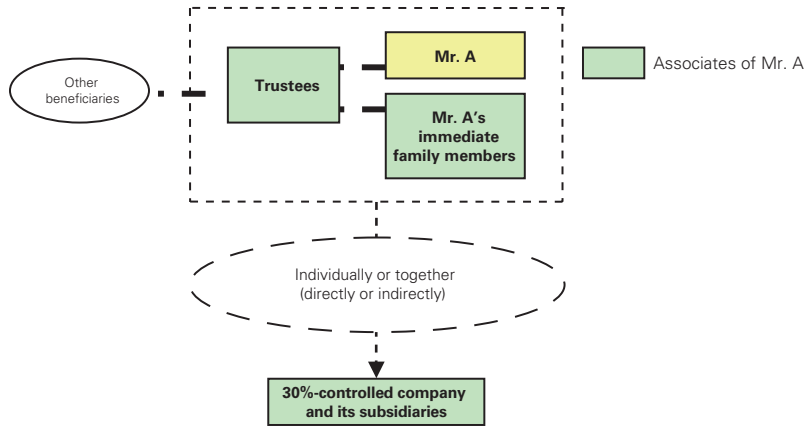 Other
beneficiaries
Trustees
Mr. A
Mr. A's
immediate
family members
Associates of Mr. A
Individually or together
(directly or indirectly)
30%-controlled company
and its subsidiaries